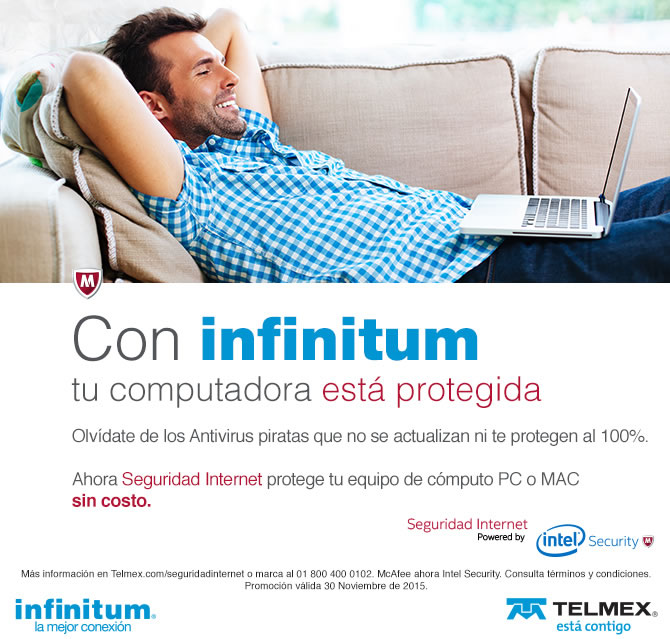 M
Con infinitum
tu computadora está protegida
Olvídate de los Antivirus piratas que no se actualizan ni te protegen al 100%.
Ahora Seguridad Internet protege tu equipo de cómputo PC o MAC
sin costo.
Seguridad Internet
Powered by
intel Security
Más información en Telmex.com/seguridadinternet o marca al 01 800 400 0102. McAfee ahora Intel Security. Consulta términos y condiciones.
Promoción válida 30 Noviembre de 2015.
infinitum®
la mejor conexión
TELMEX®
está contigo